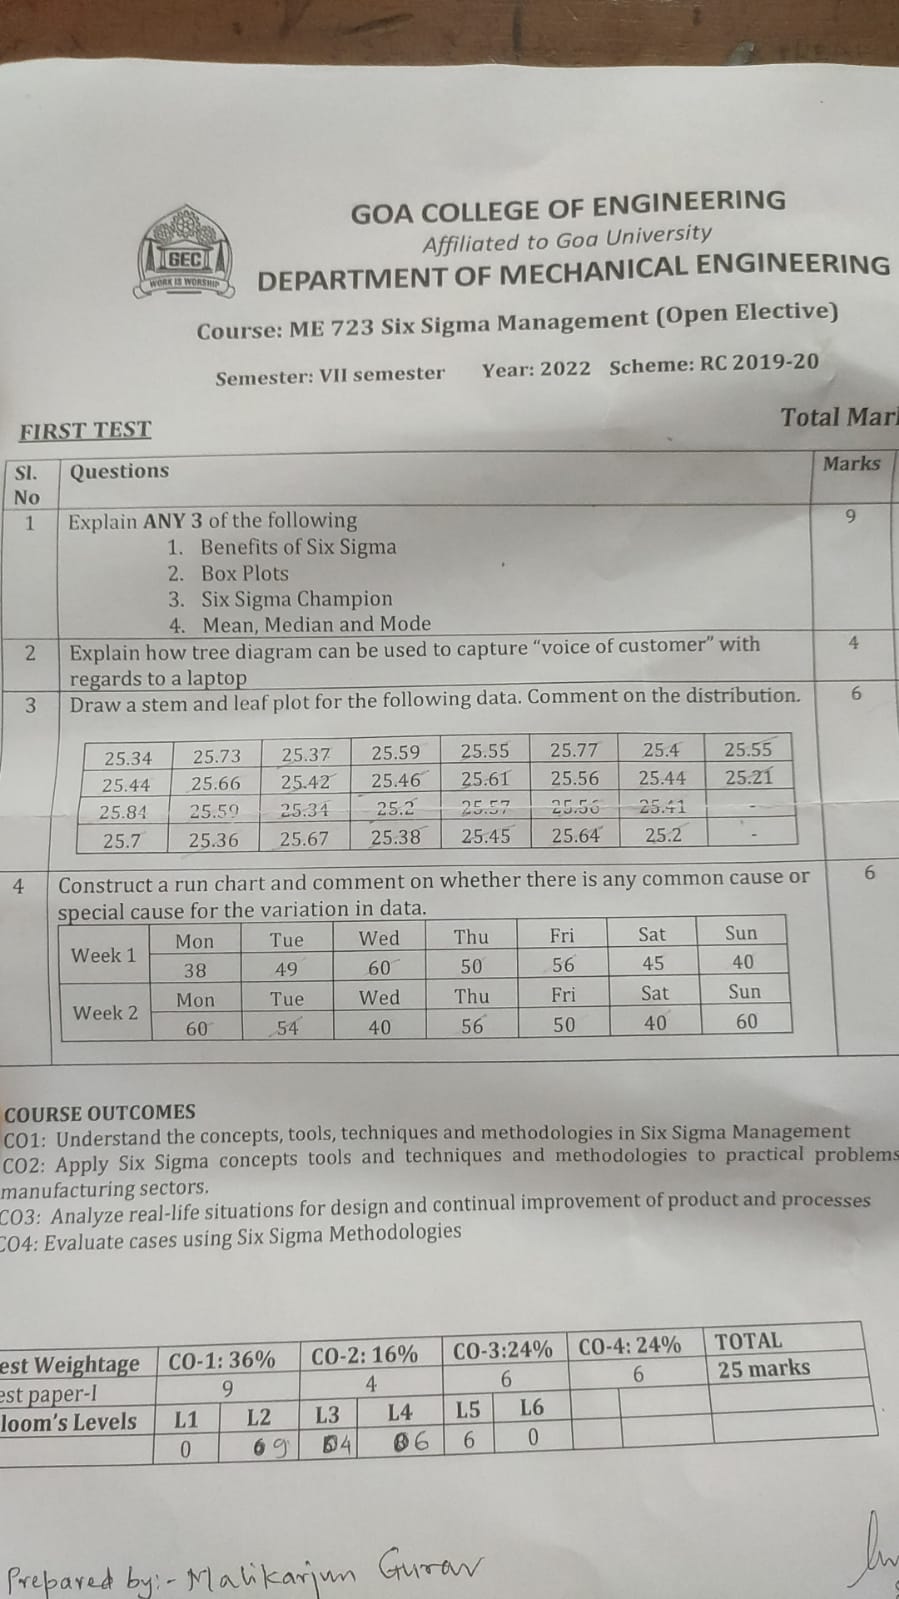 GEC
WORK IS WORSHIP
GOA COLLEGE OF ENGINEERING
Affiliated to Goa University
DEPARTMENT OF MECHANICAL ENGINEERING
Course: ME 723 Six Sigma Management (Open Elective)
Semester: VII semester Year: 2022 Scheme: RC 2019-20
FIRST TEST Total
Sl. No Questions Marks
1 Explain ANY 3 of the following 9
1. Benefits of Six Sigma
2. Box Plots
3. Six Sigma Champion
4. Mean, Median and Mode
2 Explain how tree diagram can be used to capture “voice of customer” with 4
regards to a laptop
3 Draw a stem and leaf plot for the following data. Comment on the distribution. 6
25.34 25.73 25.37 25.59 25.55 25.77 25.4 25.55
25.44 25.66 25.42 25.46 25.61 25.56 25.44 25.21
25.84 25.59 25.34 25.2 25.57 25.41 -
25.7 25.36 25.67 25.38 25.45 25.64 25.2 -
4 Construct a run chart and comment on whether there is any common cause or 6
special cause for the variation in data.
Week 1 Mon Tue Wed Thu Fri Sat Sun
38 49 60 50 56 45 40
Week 2 Mon Tue Wed Thu Fri Sat Sun
60 54 40 56 50 40 60
COURSE OUTCOMES
CO1: Understand the concepts, tools, techniques and methodologies in Six Sigma Management
CO2: Apply Six Sigma concepts tools and techniques and methodologies to practical problems
manufacturing sectors.
CO3: Analyze real-life situations for design and continual improvement of product and processes
CO4: Evaluate cases using Six Sigma Methodologies
est Weightage CO-1: 36% CO-2: 16% CO-3:24% CO-4: 24% TOTAL
est paper-I 9 4 6 6 25 marks
loom's Levels L1 L2 L3 L4 L5 L6
0 9 4 6 6 0
Prepared by:- Malikarjun Gurav